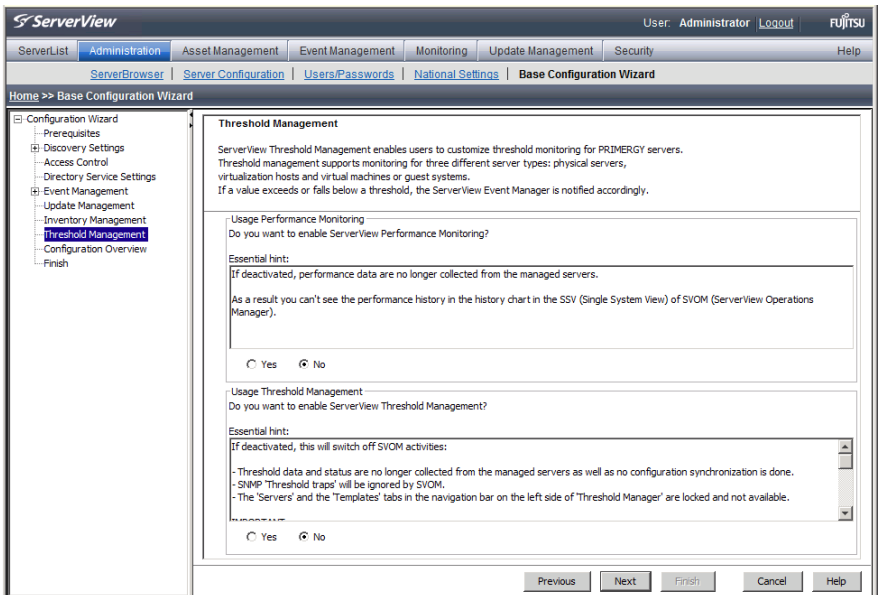 ServerView
User: Administrator Logout
FUJITSU
ServerList Administration Asset Management Event Management Monitoring Update Management Security Help
ServerBrowser | Server Configuration | Users/Passwords | National Settings | Base Configuration Wizard
Home >> Base Configuration Wizard
Configuration Wizard
Prerequisites
Discovery Settings
Access Control
Directory Service Settings
Event Management
Update Management
Inventory Management
Threshold Management
Configuration Overview
Finish
Threshold Management
ServerView Threshold Management enables users to customize threshold monitoring for PRIMERGY servers.
Threshold management supports monitoring for three different server types: physical servers,
virtualization hosts and virtual machines or guest systems.
If a value exceeds or falls below a threshold, the ServerView Event Manager is notified accordingly.
Usage Performance Monitoring
Do you want to enable ServerView Performance Monitoring?
Essential hint:
If deactivated, performance data are no longer collected from the managed servers.
As a result you can't see the performance history in the history chart in the SSV (Single System View) of SVOM (ServerView Operations
Manager).
Yes No
Usage Threshold Management
Do you want to enable ServerView Threshold Management?
Essential hint:
If deactivated, this will switch off SVOM activities:
- Threshold data and status are no longer collected from the managed servers as well as no configuration synchronization is done.
- SNMP 'Threshold traps' will be ignored by SVOM.
- The 'Servers' and the 'Templates' tabs in the navigation bar on the left side of 'Threshold Manager' are locked and not available.
Yes No
Previous Next Finish Cancel Help